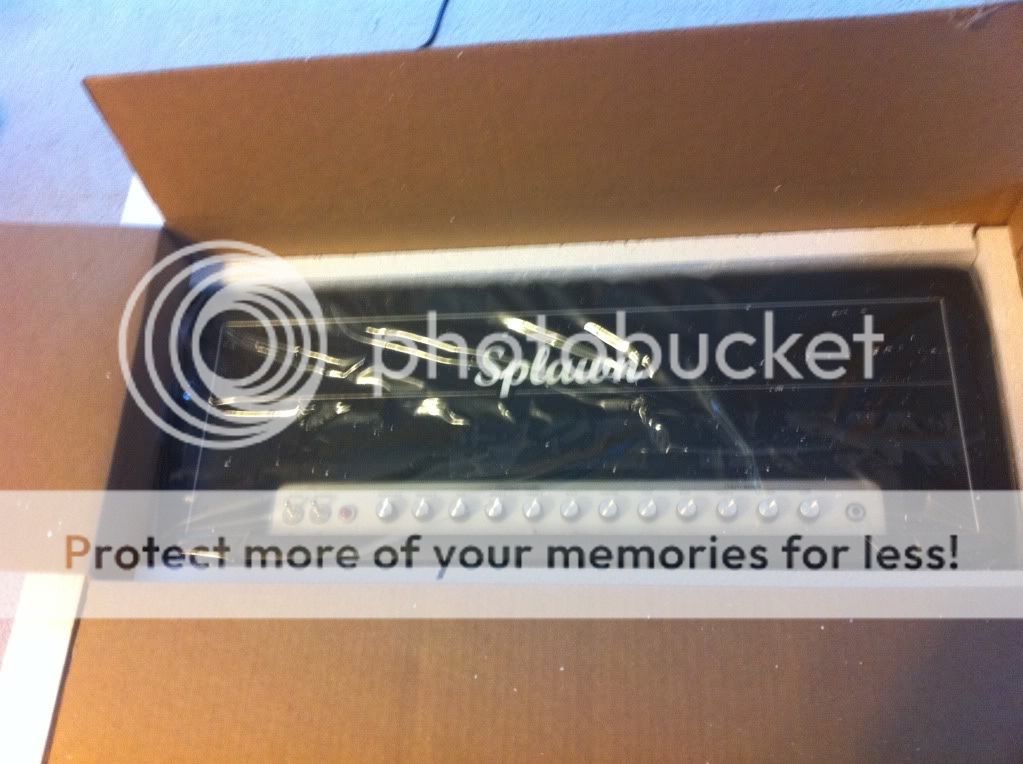 photobucket
Splawn
Protect more of your memories for less!